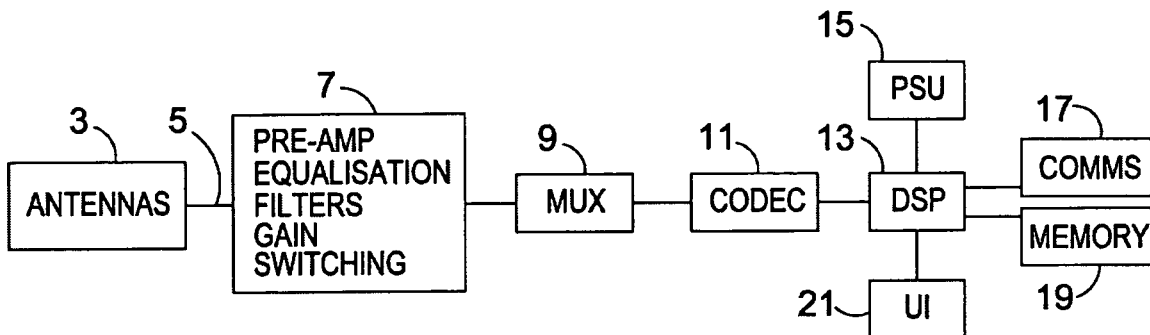 3
ANTENNAS
5
7
PRE-AMP
EQUALISATION
FILTERS
GAIN
SWITCHING
9
MUX
11
CODEC
13
DSP
15
PSU
17
COMMS
MEMORY
19
21
UI